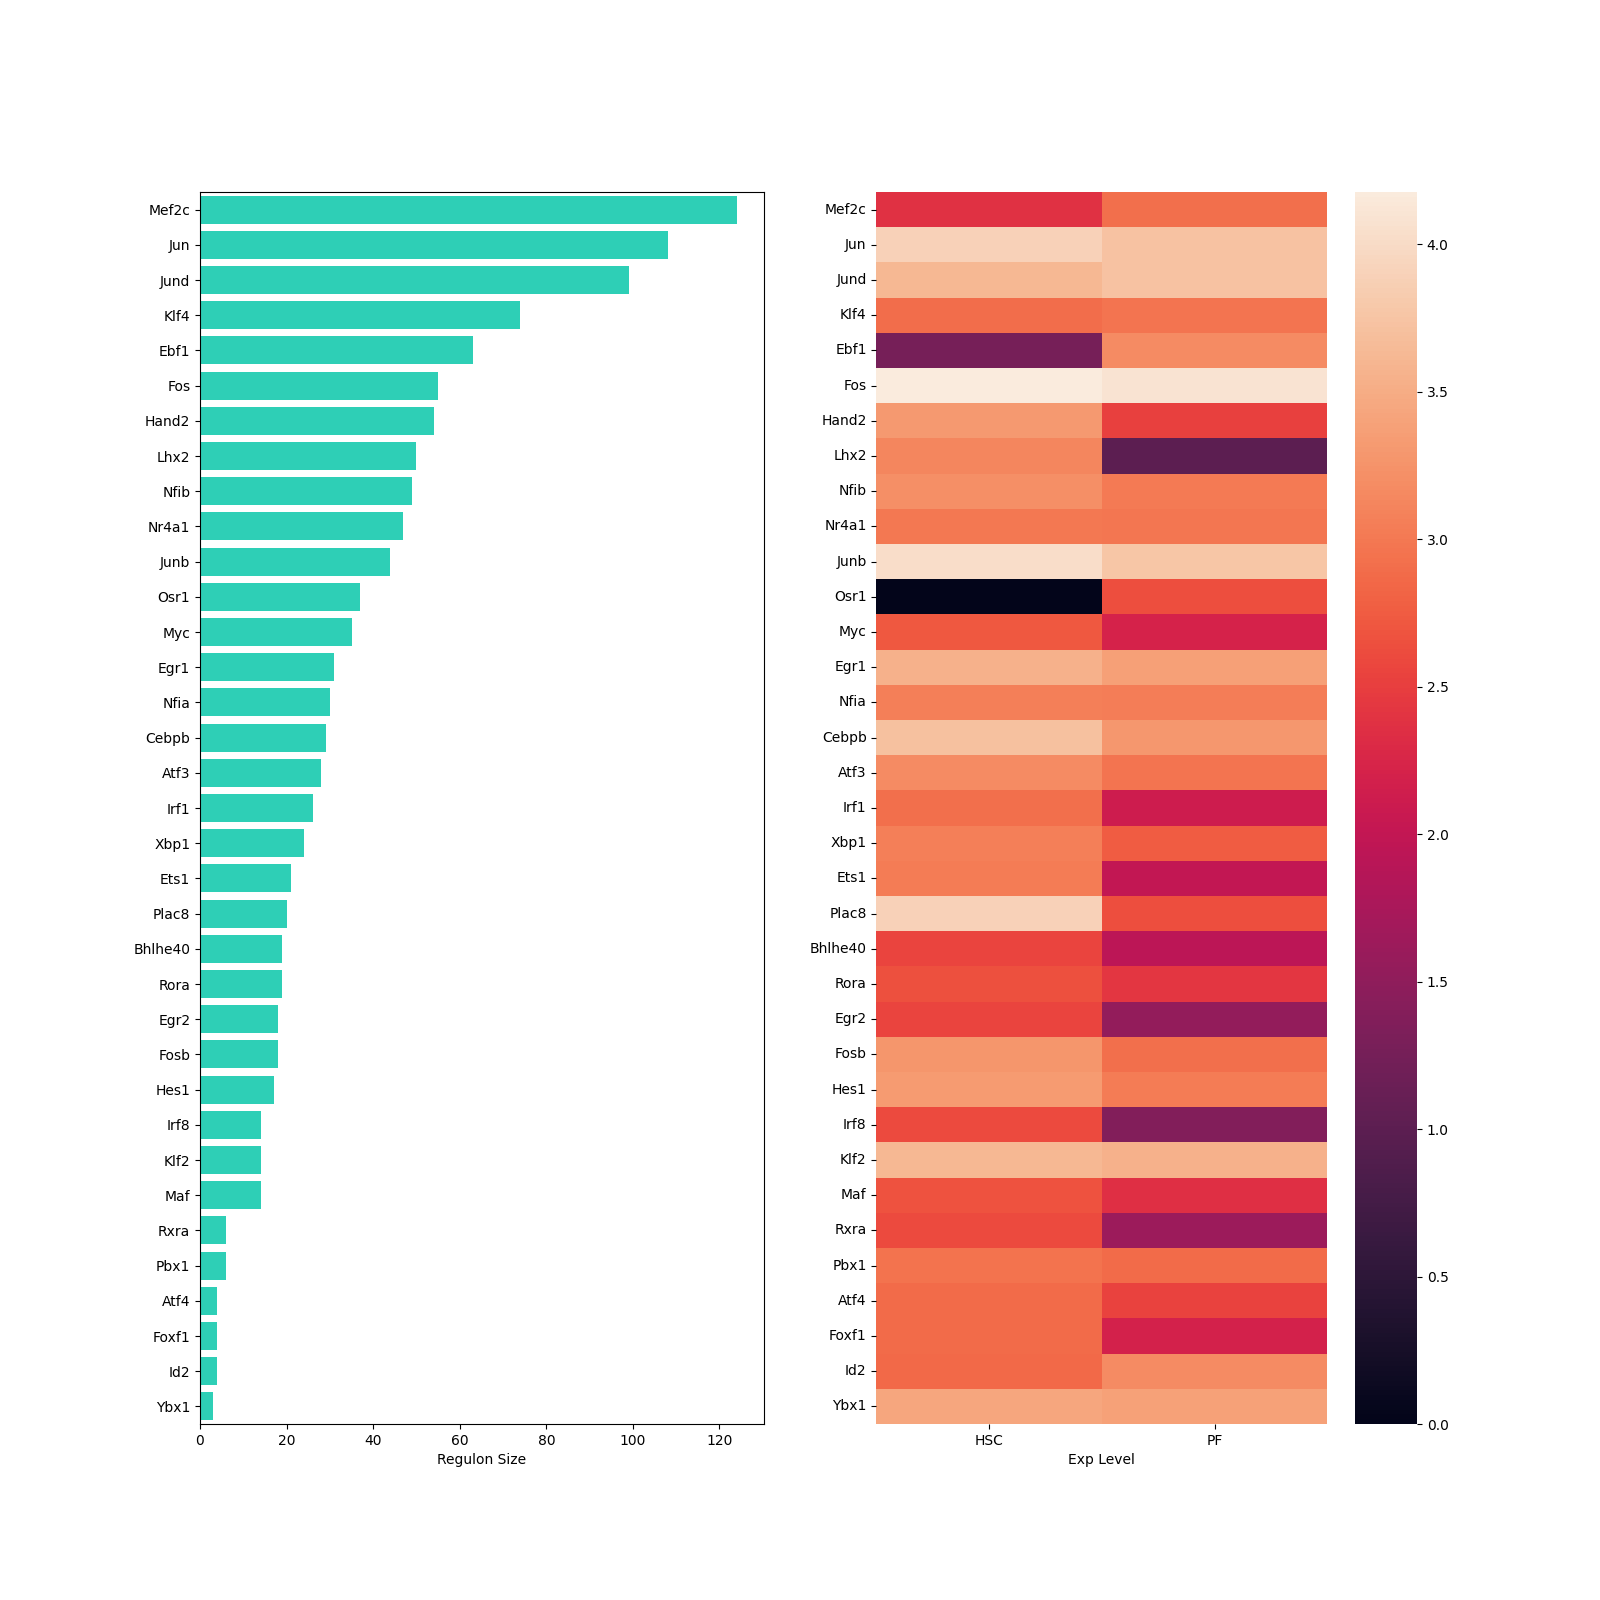 Mef2c
Jun
Jund
Klf4
Ebf1
Fos
Hand2
Lhx2
Nfib
Nr4a1
Junb
Osr1
Myc
Egr1
Nfia
Cebpb
Atf3
Irf1
Xbp1
Ets1
Plac8
Bhlhe40
Rora
Egr2
Fosb
Hes1
Irf8
Klf2
Maf
Rxra
Pbx1
Atf4
Foxf1
Id2
Ybx1
0 20 40 60 80 100 120
Regulon Size
Mef2c
Jun
Jund
Klf4
Ebf1
Fos
Hand2
Lhx2
Nfib
Nr4a1
Junb
Osr1
Myc
Egr1
Nfia
Cebpb
Atf3
Irf1
Xbp1
Ets1
Plac8
Bhlhe40
Rora
Egr2
Fosb
Hes1
Irf8
Klf2
Maf
Rxra
Pbx1
Atf4
Foxf1
Id2
Ybx1
HSC PF
Exp Level
4.0
3.5
3.0
2.5
2.0
1.5
1.0
0.5
0.0